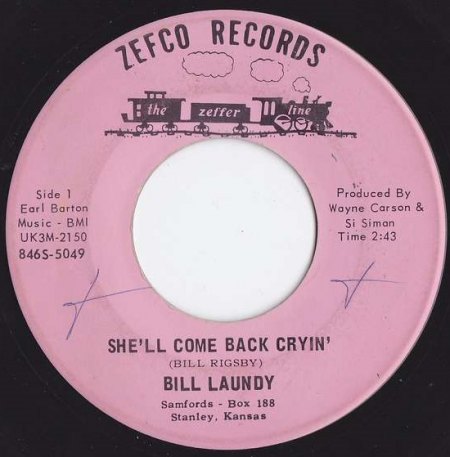 ZEFCO RECORDS
the zeffer line
Side 1
Earl Barton
Music - BMI
UK3M-2150
846S-5049
Produced By
Wayne Carson &
Si Siman
Time 2:43
SHE'LL COME BACK CRYIN'
(BILL RIGSBY)
BILL LAUNDY
Samfords - Box 188
Stanley, Kansas